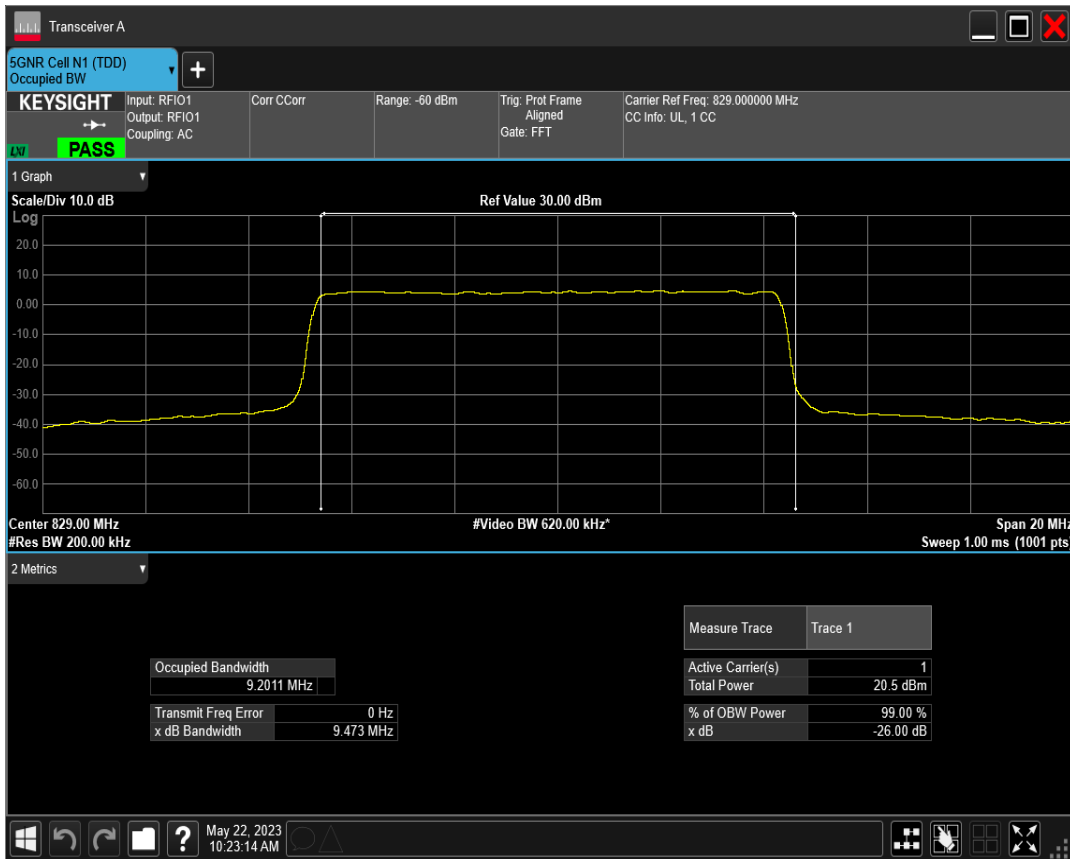 Transceiver A
5GNR Cell N1 (TDD)
Occupied BW
+
KEYSIGHT
LXI
PASS
Input: RFIO1
Output: RFIO1
Coupling: AC
Corr CCorr
Range: -60 dBm
Trig: Prot Frame
Aligned
Gate: FFT
Carrier Ref Freq: 829.000000 MHz
CC Info: UL, 1 CC
1 Graph
Scale/Div 10.0 dB
Ref Value 30.00 dBm
Log
20.0
10.0
0.00
-10.0
-20.0
-30.0
-40.0
-50.0
-60.0
Center 829.00 MHz
#Video BW 620.00 kHz*
Span 20 MHz
#Res BW 200.00 kHz
Sweep 1.00 ms (1001 pts)
2 Metrics
Measure Trace Trace 1
Occupied Bandwidth
9.2011 MHz
Active Carrier(s) 1
Total Power 20.5 dBm
Transmit Freq Error 0 Hz
x dB Bandwidth 9.473 MHz
% of OBW Power 99.00 %
x dB -26.00 dB
?
May 22, 2023
10:23:14 AM